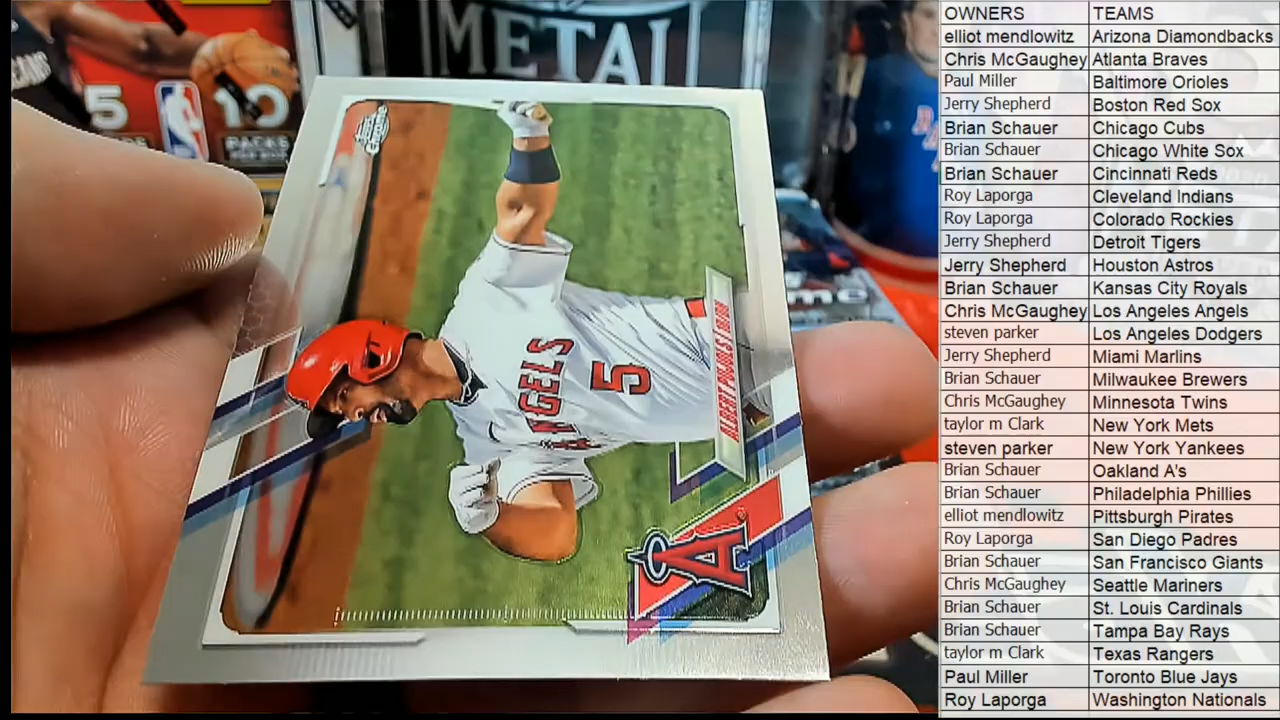 METAL
5
10
PACKS
NBA
Chrome
ANGELS
5
ALBERT PUJOLS
A
OWNERS TEAMS
elliot mendlowitz Arizona Diamondbacks
Chris McGaughey Atlanta Braves
Paul Miller Baltimore Orioles
Jerry Shepherd Boston Red Sox
Brian Schauer Chicago Cubs
Brian Schauer Chicago White Sox
Brian Schauer Cincinnati Reds
Roy Laporga Cleveland Indians
Roy Laporga Colorado Rockies
Jerry Shepherd Detroit Tigers
Jerry Shepherd Houston Astros
Brian Schauer Kansas City Royals
Chris McGaughey Los Angeles Angels
steven parker Los Angeles Dodgers
Jerry Shepherd Miami Marlins
Brian Schauer Milwaukee Brewers
Chris McGaughey Minnesota Twins
taylor m Clark New York Mets
steven parker New York Yankees
Brian Schauer Oakland A's
Brian Schauer Philadelphia Phillies
elliot mendlowitz Pittsburgh Pirates
Roy Laporga San Diego Padres
Brian Schauer San Francisco Giants
Chris McGaughey Seattle Mariners
Brian Schauer St. Louis Cardinals
Brian Schauer Tampa Bay Rays
taylor m Clark Texas Rangers
Paul Miller Toronto Blue Jays
Roy Laporga Washington Nationals